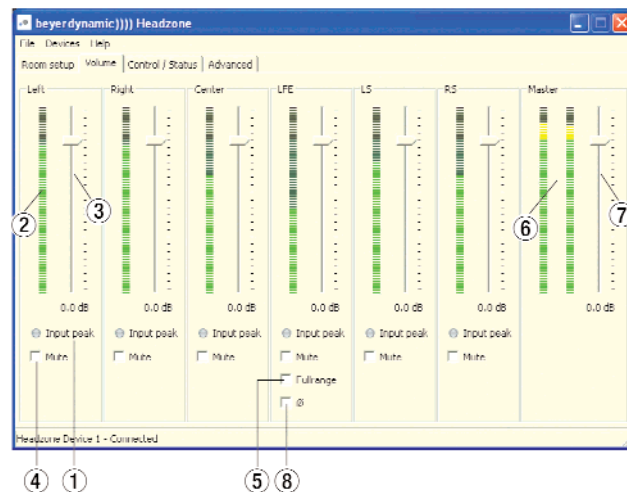 beyerdynamic)))) Headzone
File Devices Help
Room setup Volume Control / Status Advanced
Left Right Center LFE LS RS Master
2 3 6 7
0.0 dB 0.0 dB 0.0 dB 0.0 dB 0.0 dB 0.0 dB 0.0 dB
Input peak Input peak Input peak Input peak Input peak Input peak
Mute Mute Mute Mute Mute Mute
Fullrange
Ø
Headzone Device 1 - Connected
4 1 5 8